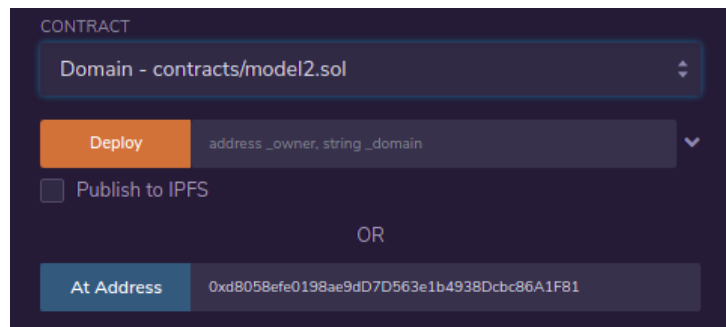 CONTRACT
Domain - contracts/model2.sol
Deploy address _owner, string _domain
Publish to IPFS
OR
At Address 0xd8058efe0198ae9dD7D563e1b4938Dcbc86A1F81